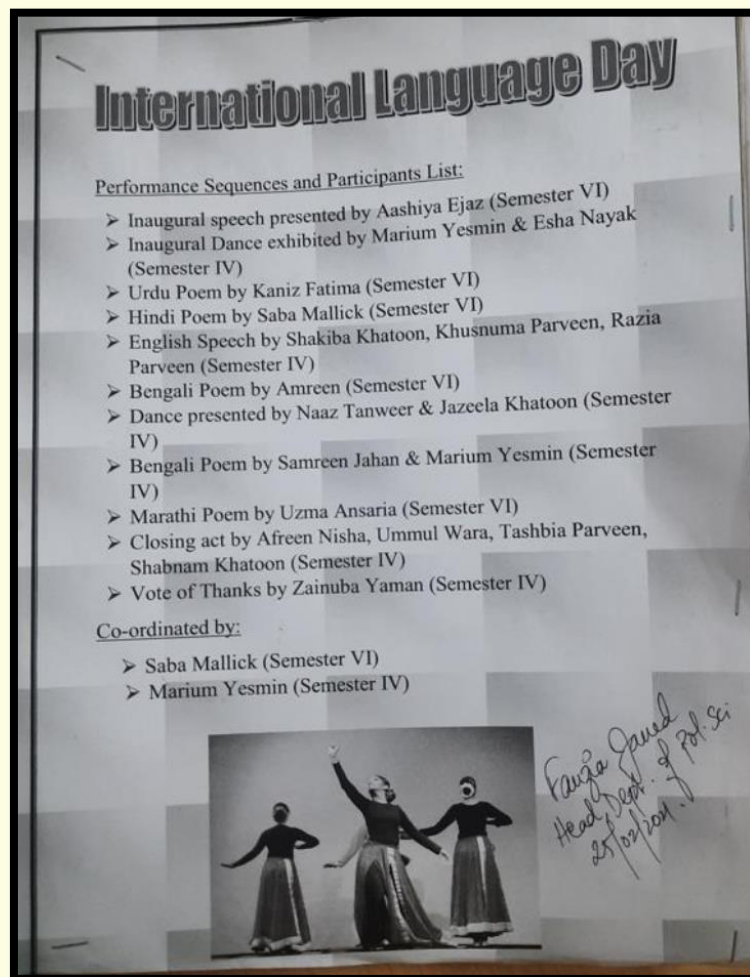 International Language Day
Performance Sequences and Participants List:
➢ Inaugural speech presented by Aashiya Ejaz (Semester VI)
➢ Inaugural Dance exhibited by Marium Yesmin & Esha Nayak
(Semester IV)
➢ Urdu Poem by Kaniz Fatima (Semester VI)
➢ Hindi Poem by Saba Mallick (Semester VI)
➢ English Speech by Shakiba Khatoon, Khusnuma Parveen, Razia
Parveen (Semester IV)
➢ Bengali Poem by Amreen (Semester VI)
➢ Dance presented by Naaz Tanweer & Jazeela Khatoon (Semester
IV)
➢ Bengali Poem by Samreen Jahan & Marium Yesmin (Semester
IV)
➢ Marathi Poem by Uzma Ansaria (Semester VI)
➢ Closing act by Afreen Nisha, Ummul Wara, Tashbia Parveen,
Shabnam Khatoon (Semester IV)
➢ Vote of Thanks by Zainuba Yaman (Semester IV)
Co-ordinated by:
➢ Saba Mallick (Semester VI)
➢ Marium Yesmin (Semester IV)
Fauzia Javed
Head, Dept. of Pol. Sci
25/02/2021.